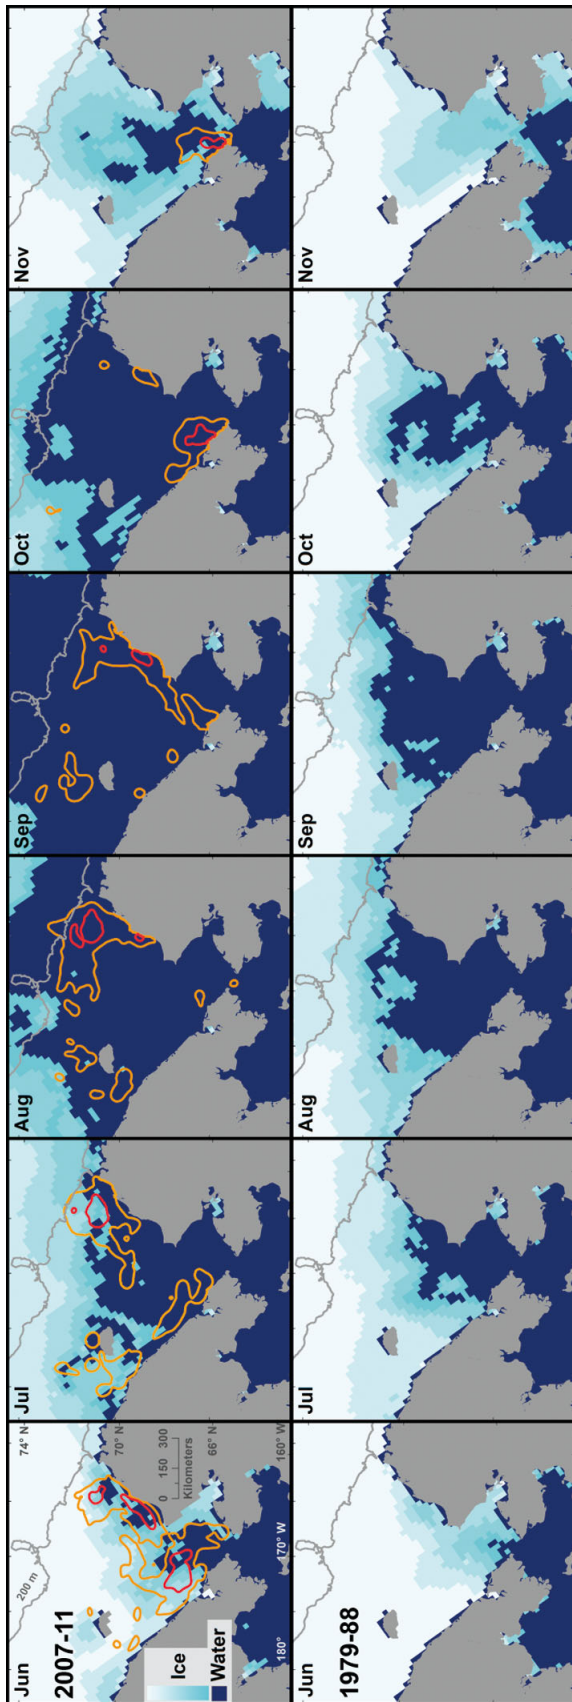 Jun
2007-11
200 m
74° N
70° N
66° N
Ice
Water
0 150 300
Kilometers
180°
170° W
160° W
Jul
Aug
Sep
Oct
Nov
Jun
1979-88
Jul
Aug
Sep
Oct
Nov